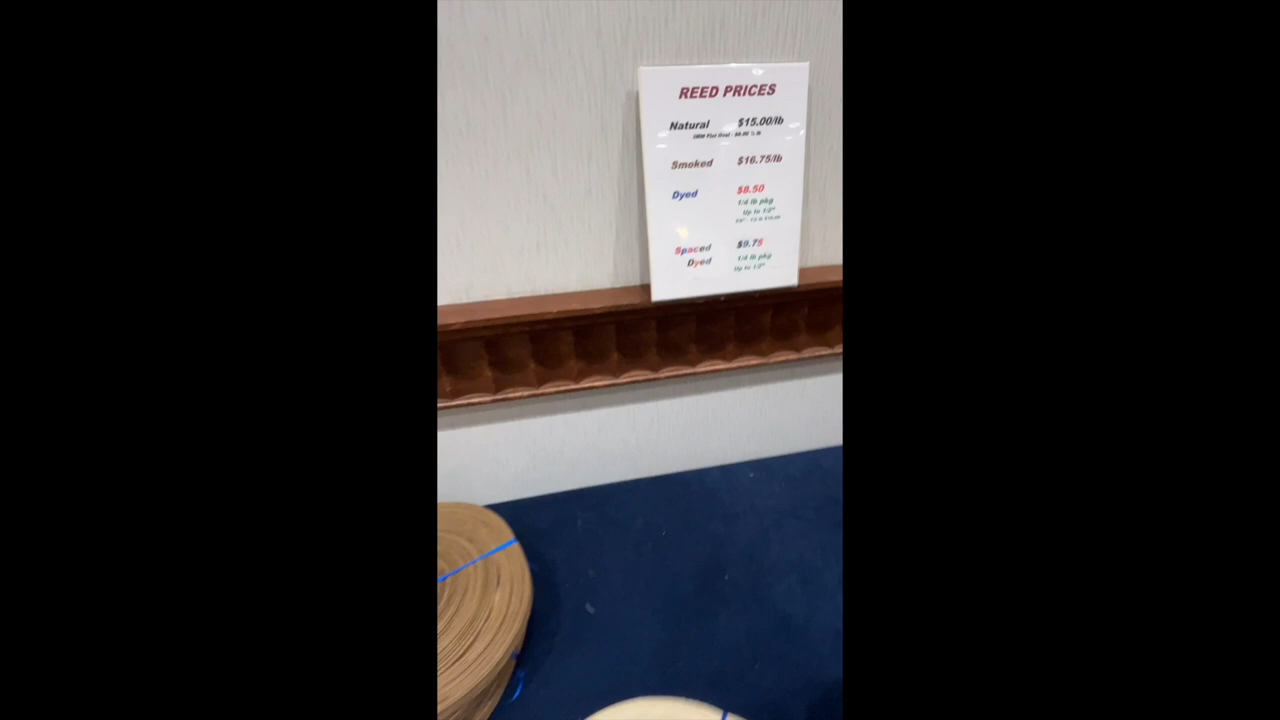 REED PRICES
Natural $15.00/lb
Smoked $16.75/lb
Dyed $8.50
1/4 lb pkg
Up to 1/2"
Spaced $9.75
Dyed 1/4 lb pkg
Up to 1/2"